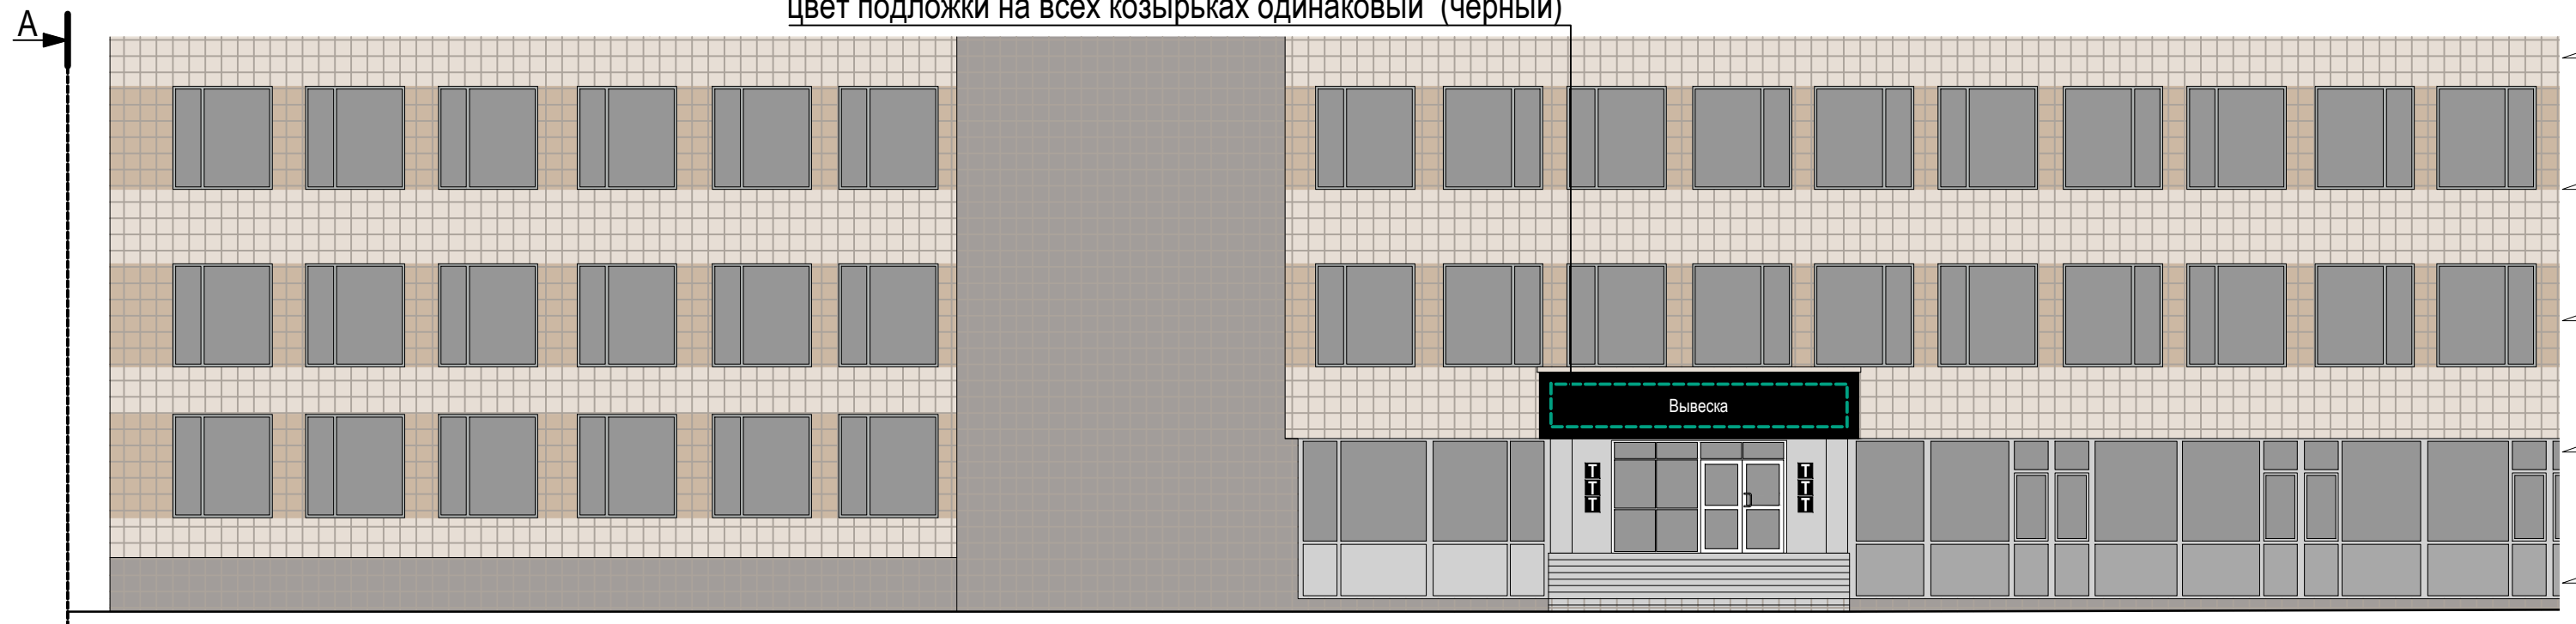 цвет подложки на всех козырьках одинаковый (черный)
А
Вывеска
Т Т
Т Т
Т Т